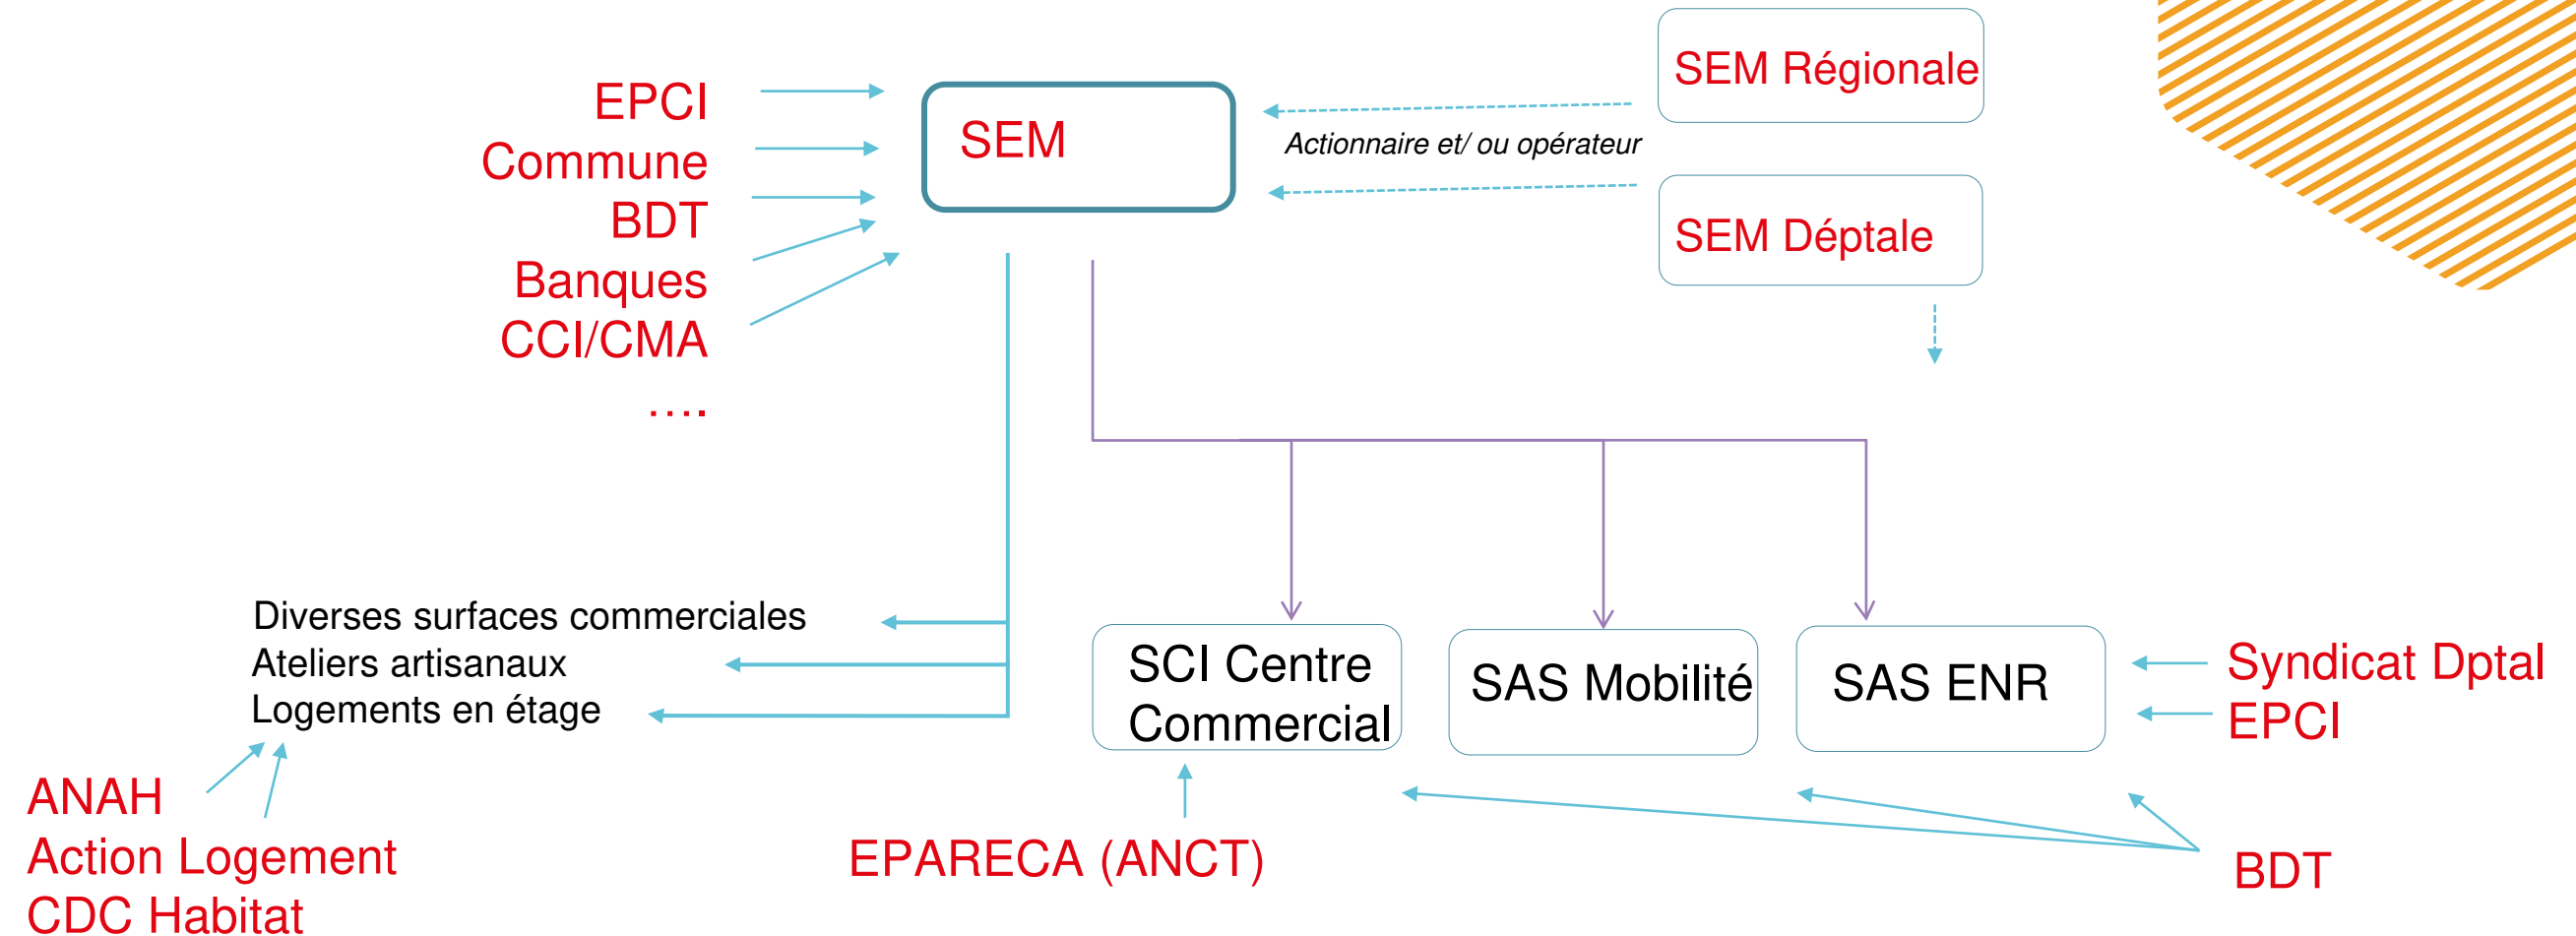 EPCI
Commune
BDT
Banques
CCI/CMA
….
SEM
Actionnaire et/ ou opérateur
SEM Régionale
SEM Déptale
Diverses surfaces commerciales
Ateliers artisanaux
Logements en étage
ANAH
Action Logement
CDC Habitat
SCI Centre
Commercial
SAS Mobilité
SAS ENR
Syndicat Dptal
EPCI
EPARECA (ANCT)
BDT